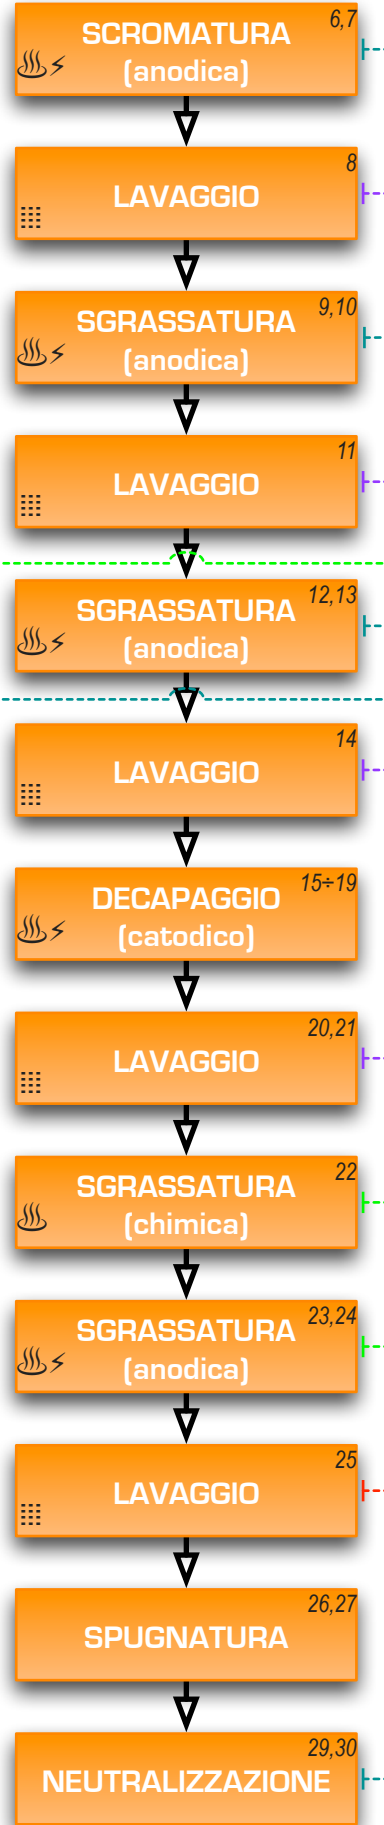 6,7
SCROMATURA
(anodica)
8
LAVAGGIO
9,10
SGRASSATURA
(anodica)
11
LAVAGGIO
12,13
SGRASSATURA
(anodica)
14
LAVAGGIO
15÷19
DECAPAGGIO
(catodico)
20,21
LAVAGGIO
22
SGRASSATURA
(chimica)
23,24
SGRASSATURA
(anodica)
25
LAVAGGIO
26,27
SPUGNATURA
29,30
NEUTRALIZZAZIONE